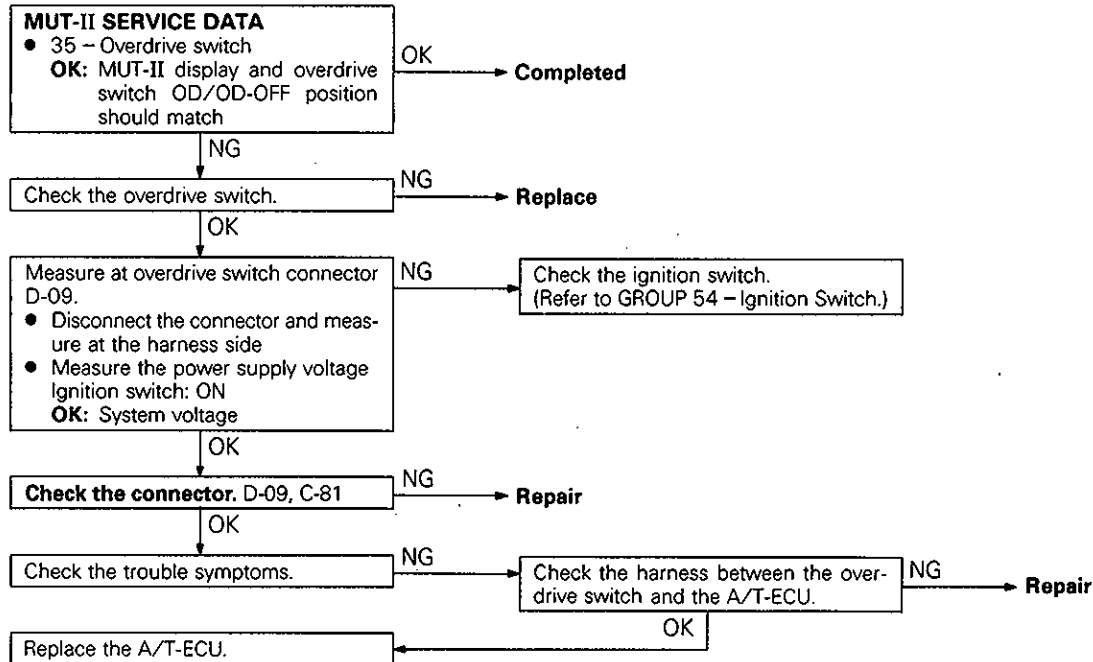 MUT-II SERVICE DATA
● 35 – Overdrive switch
OK: MUT-II display and overdrive
switch OD/OD-OFF position
should match
OK
Completed
NG
Check the overdrive switch.
NG
Replace
OK
Measure at overdrive switch connector
D-09.
● Disconnect the connector and meas-
ure at the harness side
● Measure the power supply voltage
Ignition switch: ON
OK: System voltage
NG
Check the ignition switch.
(Refer to GROUP 54 – Ignition Switch.)
OK
Check the connector. D-09, C-81
NG
Repair
OK
Check the trouble symptoms.
NG
Check the harness between the over-
drive switch and the A/T-ECU.
NG
Repair
OK
Replace the A/T-ECU.